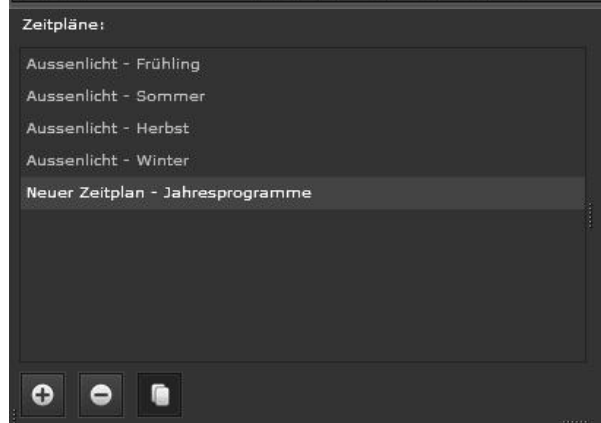 Zeitpläne:
Aussenlicht - Frühling
Aussenlicht - Sommer
Aussenlicht - Herbst
Aussenlicht - Winter
Neuer Zeitplan - Jahresprogramme